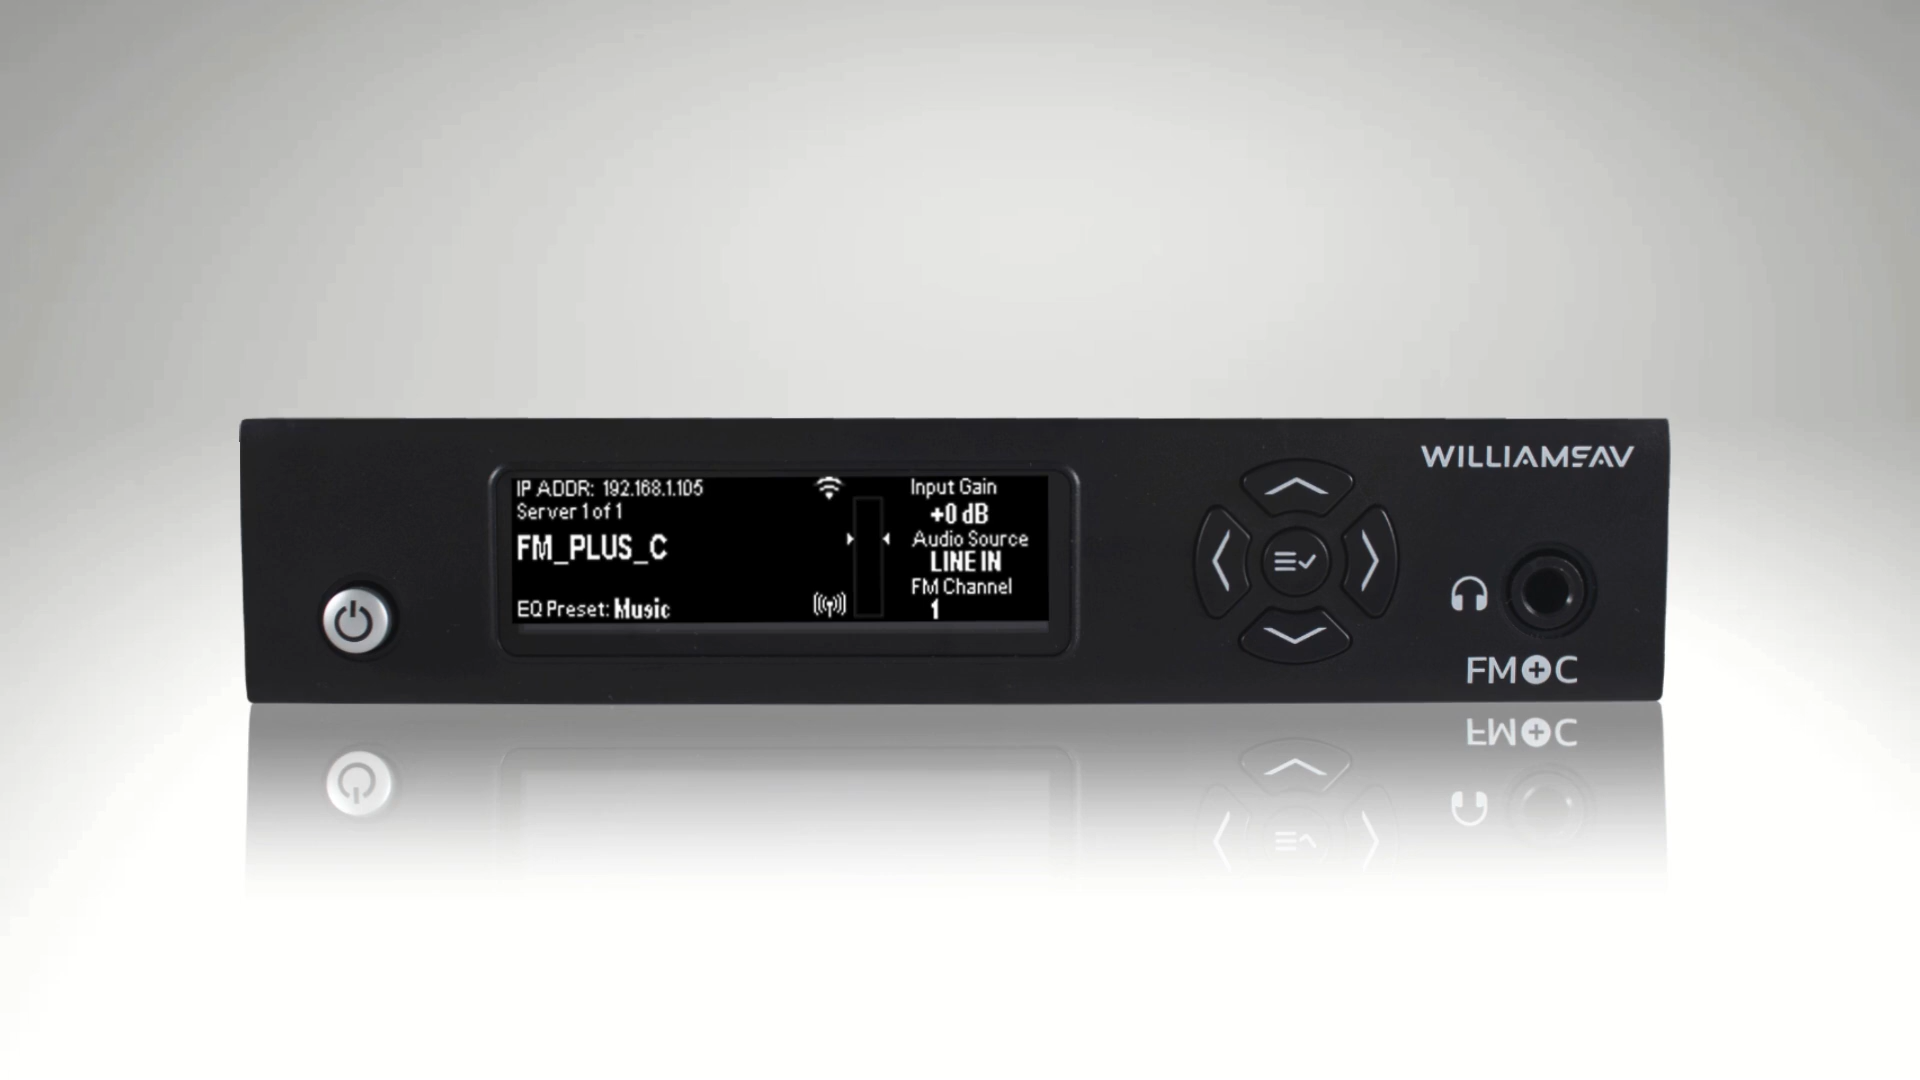 WILLIAMSAV
IP ADDR: 192.168.1.105
Server 1 of 1
FM_PLUS_C
EQ Preset: Music
Input Gain
+0 dB
Audio Source
LINE IN
FM Channel
1
FM+C
FM+C